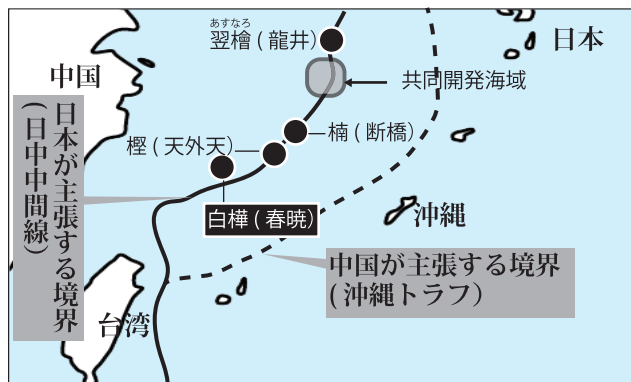 あすなろ
翌檜(龍井)
日本
中国
共同開発海域
楠(断橋)
樫(天外天)
白樺(春暁)
日本が主張する境界
(日中中間線)
沖縄
中国が主張する境界
(沖縄トラフ)
台湾